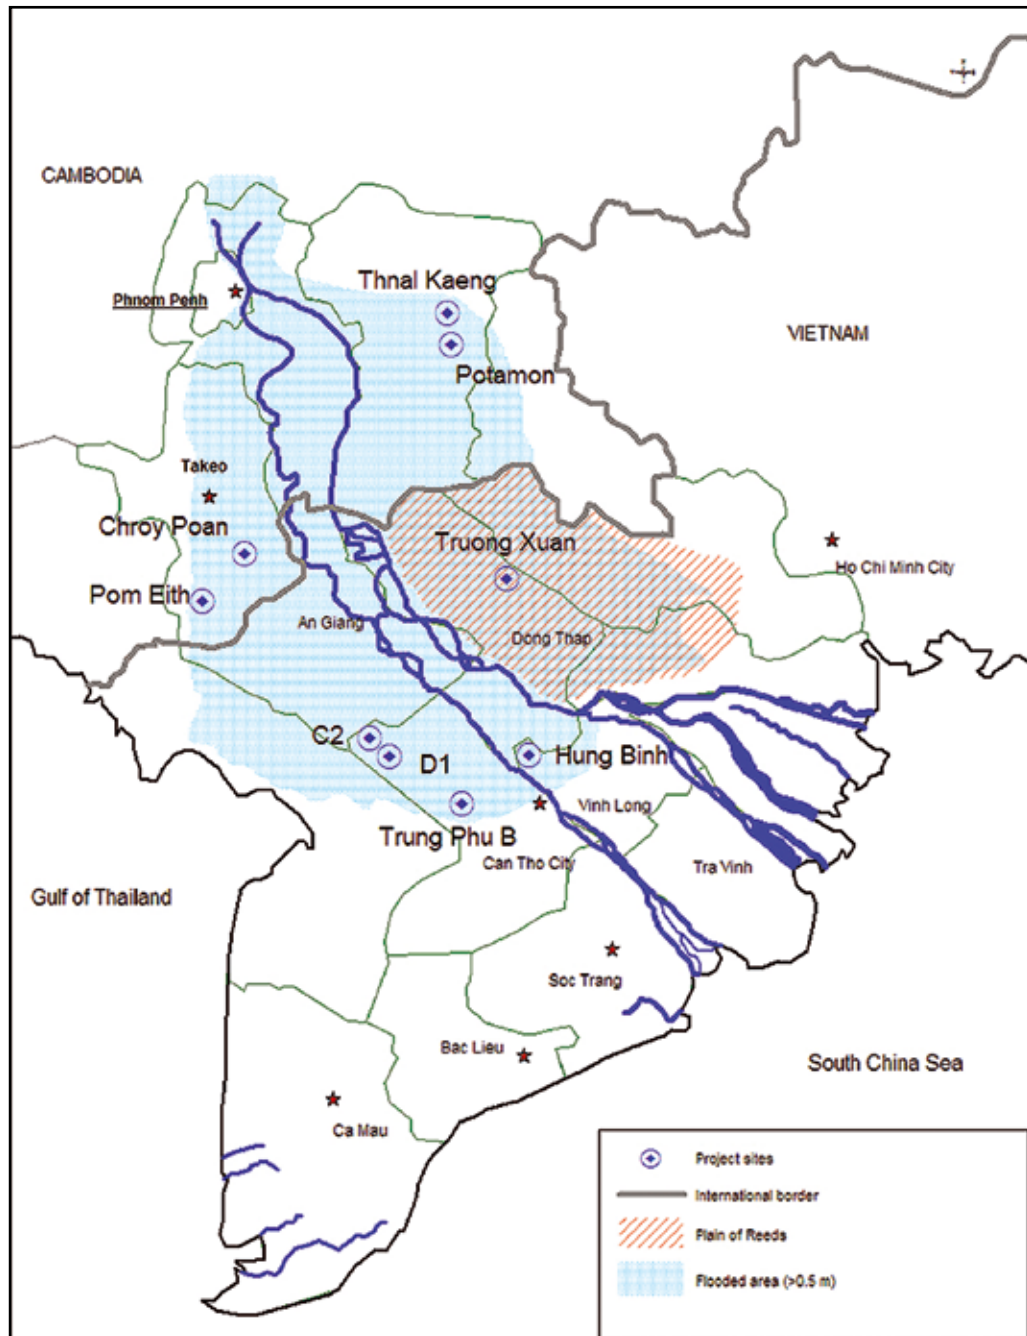 CAMBODIA
Thnal Kaeng
Phnom Penh
VIETNAM
Potamon
Takeo
Chroy Poan
Truong Xuan
Ho Chi Minh City
Pom Eith
An Giang
Dong Thap
C2
D1
Hung Binh
Vinh Long
Trung Phu B
Can Tho City
Tra Vinh
Gulf of Thailand
Soc Trang
Bac Lieu
South China Sea
Ca Mau
Project sites
International border
Plain of Reeds
Flooded area (>0.5 m)